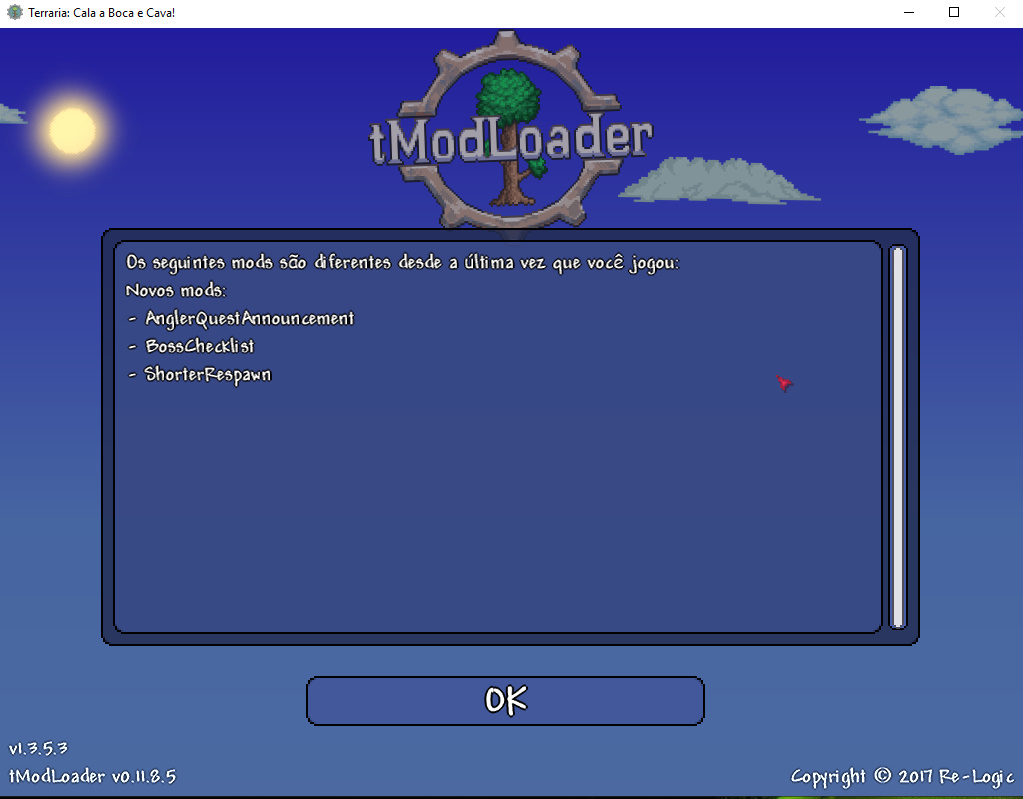 Terraria: Cala a Boca e Cava!
tModLoader
Os seguintes mods são diferentes desde a última vez que você jogou:
Novos mods:
- AnglerQuestAnnouncement
- BossChecklist
- ShorterRespawn
OK
v1.3.5.3
tModLoader v0.11.8.5
Copyright © 2017 Re-Logic